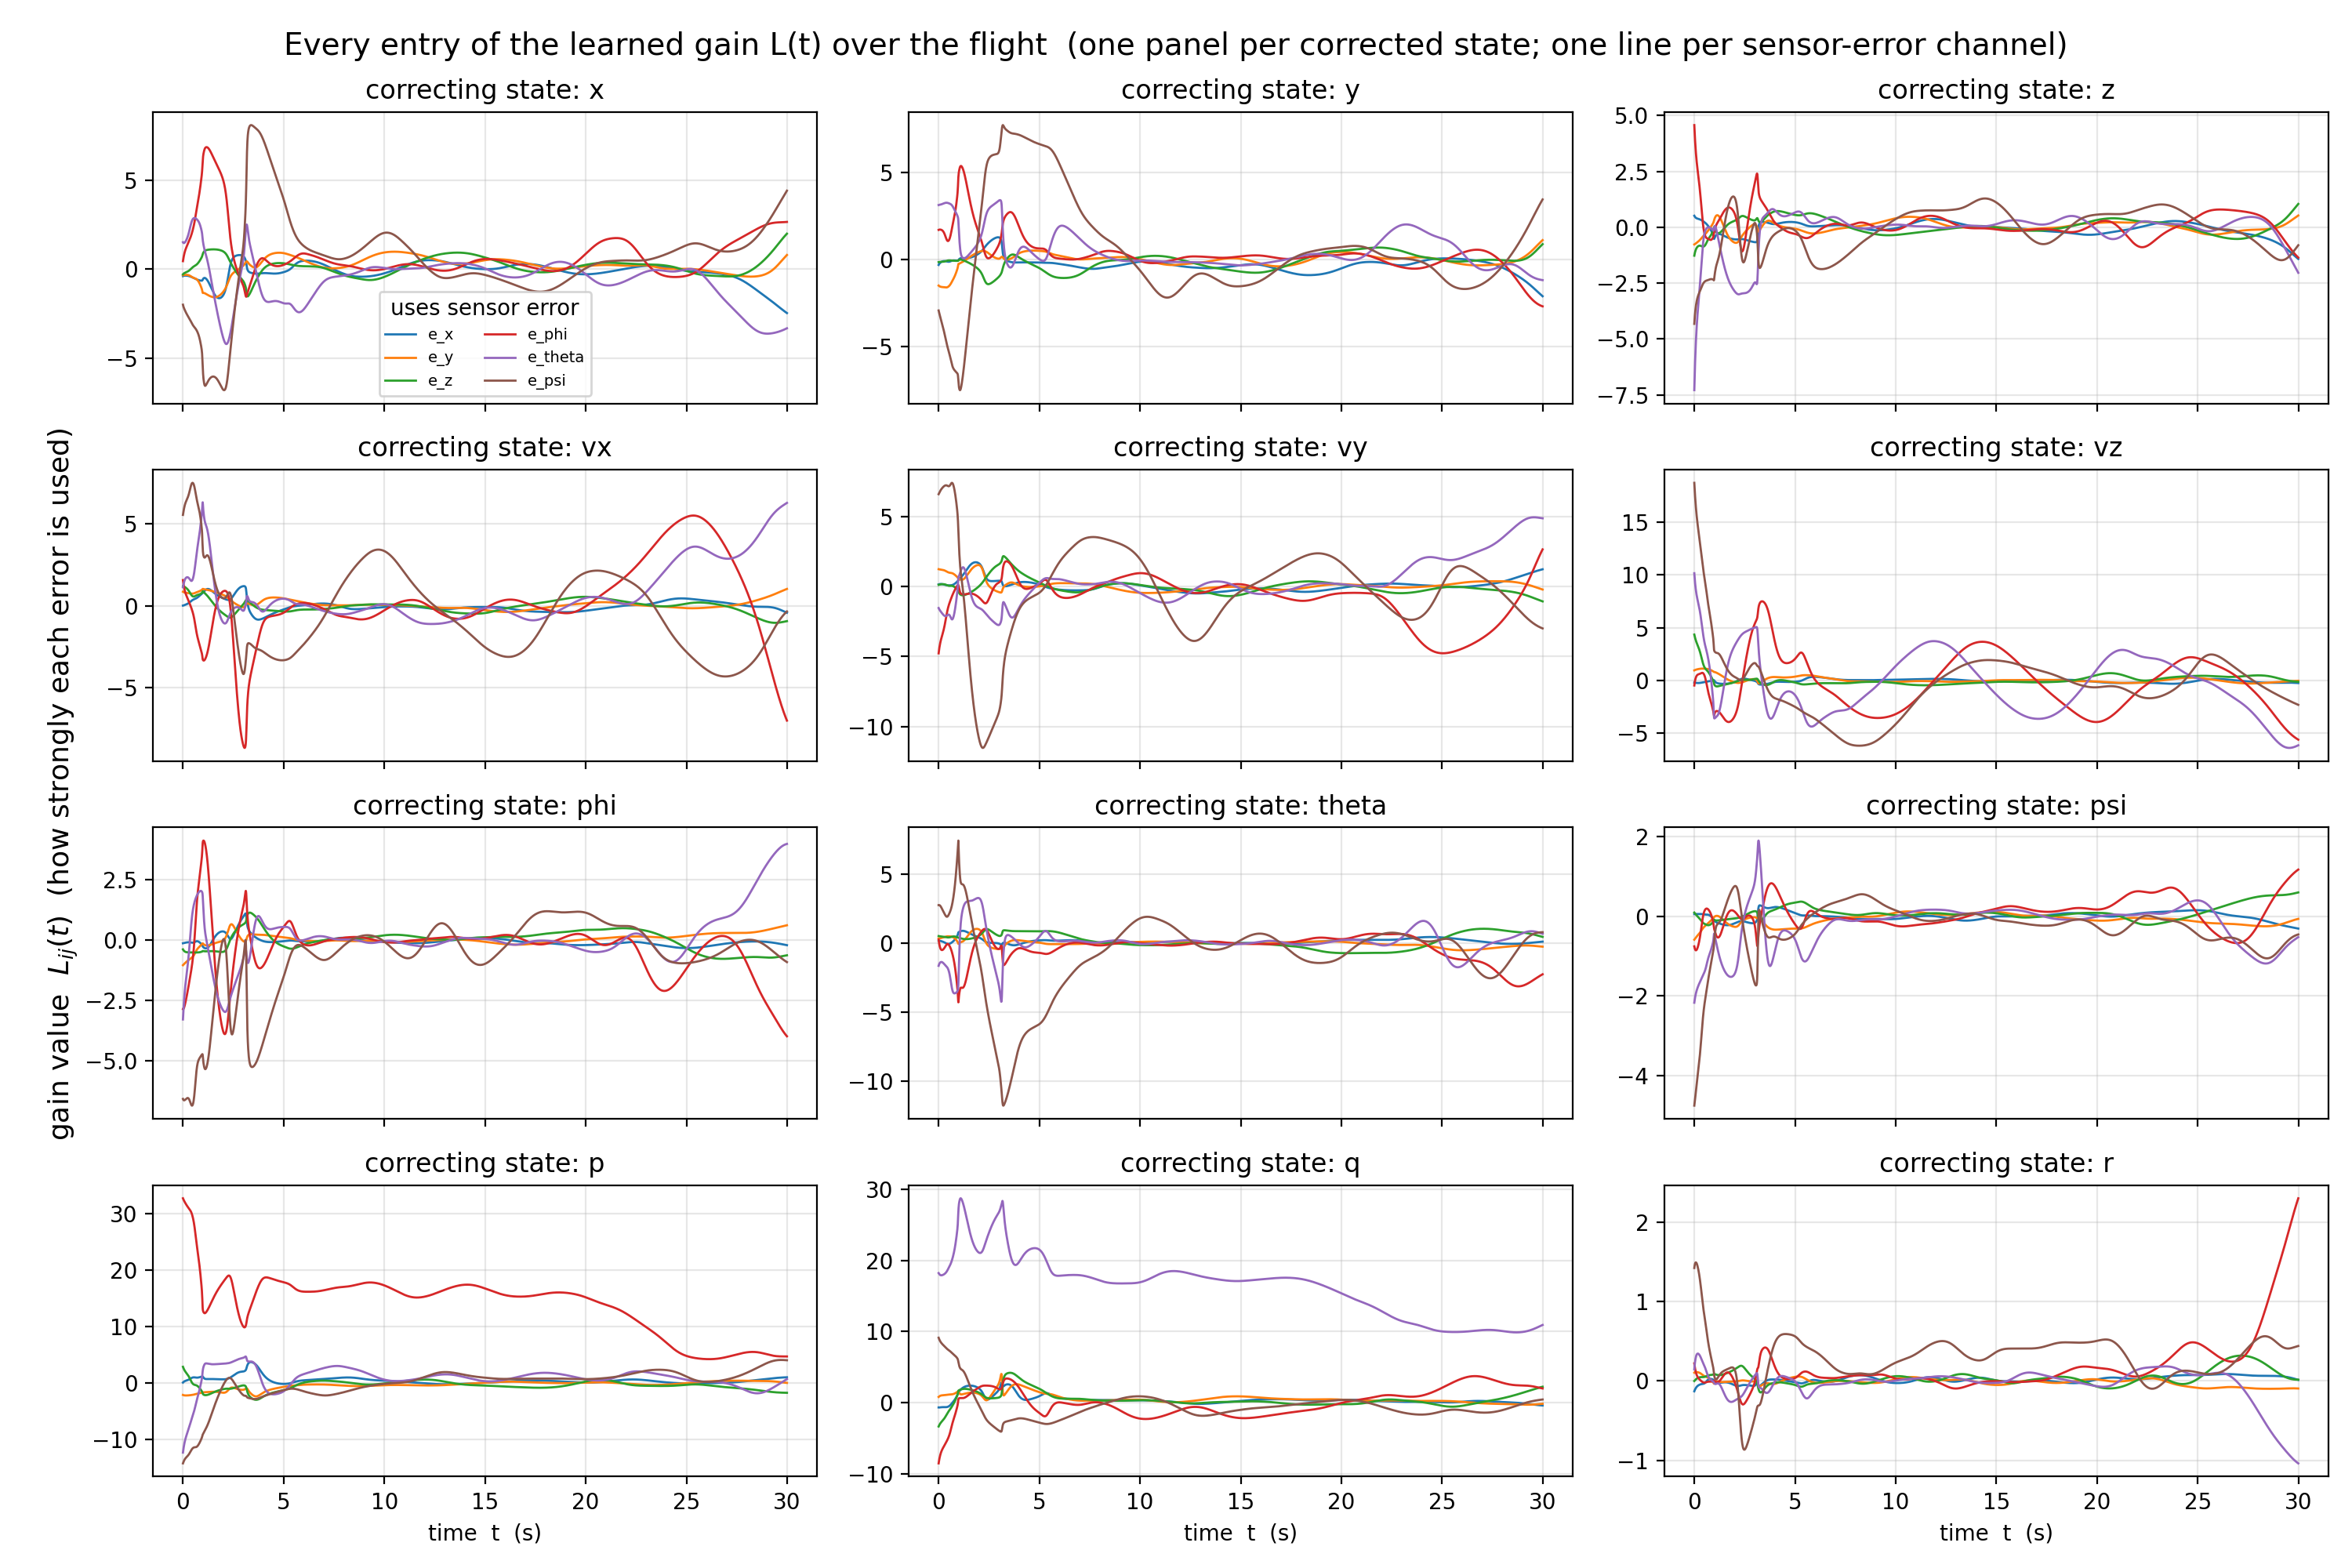 Every entry of the learned gain L(t) over the flight  (one panel per corrected state; one line per sensor-error channel)
gain value  L_ij(t)  (how strongly each error is used)
correcting state: x
5
0
−5
uses sensor error
e_x
e_y
e_z
e_phi
e_theta
e_psi
correcting state: y
5
0
−5
correcting state: z
5.0
2.5
0.0
−2.5
−5.0
−7.5
correcting state: vx
5
0
−5
correcting state: vy
5
0
−5
−10
correcting state: vz
15
10
5
0
−5
correcting state: phi
2.5
0.0
−2.5
−5.0
correcting state: theta
5
0
−5
−10
correcting state: psi
2
0
−2
−4
correcting state: p
30
20
10
0
−10
0 5 10 15 20 25 30
time  t  (s)
correcting state: q
30
20
10
0
−10
0 5 10 15 20 25 30
time  t  (s)
correcting state: r
2
1
0
−1
0 5 10 15 20 25 30
time  t  (s)